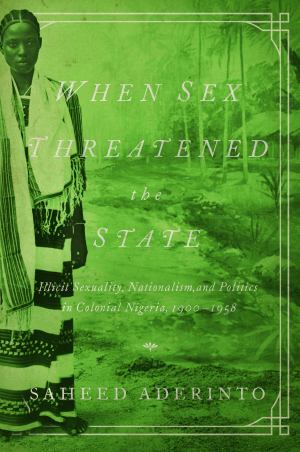 When Sex
Threatened
the
State
Illicit Sexuality, Nationalism, and Politics
in Colonial Nigeria, 1900–1958
Saheed Aderinto